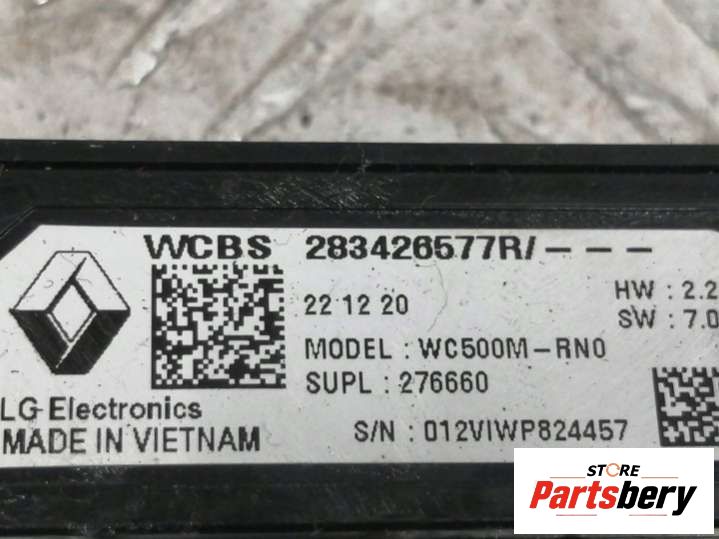 WCBS 283426577R/---
22 12 20
HW : 2.2
SW : 7.0
MODEL : WC500M-RN0
SUPL : 276660
LG Electronics
S/N : 012VIWP824457
MADE IN VIETNAM
STORE
Partsbery